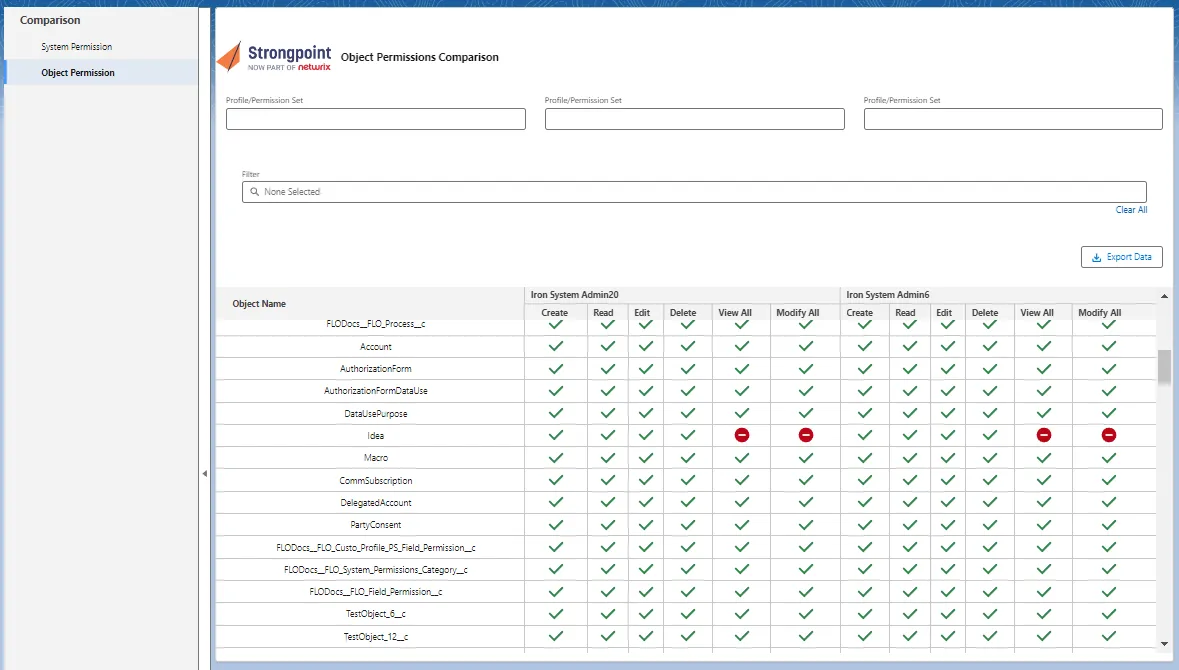 Comparison
System Permission
Object Permission
Strongpoint
NOW PART OF netwrix
Object Permissions Comparison
Profile/Permission Set Profile/Permission Set Profile/Permission Set
Filter
None Selected
Clear All
Export Data
Object Name
Iron System Admin20 Iron System Admin6
Create Read Edit Delete View All Modify All Create Read Edit Delete View All Modify All
FLODocs__FLO_Process__c
Account
AuthorizationForm
AuthorizationFormDataUse
DataUsePurpose
Idea
Macro
CommSubscription
DelegatedAccount
PartyConsent
FLODocs__FLO_Custo_Profile_PS_Field_Permission__c
FLODocs__FLO_System_Permissions_Category__c
FLODocs__FLO_Field_Permission__c
TestObject_6__c
TestObject_12__c